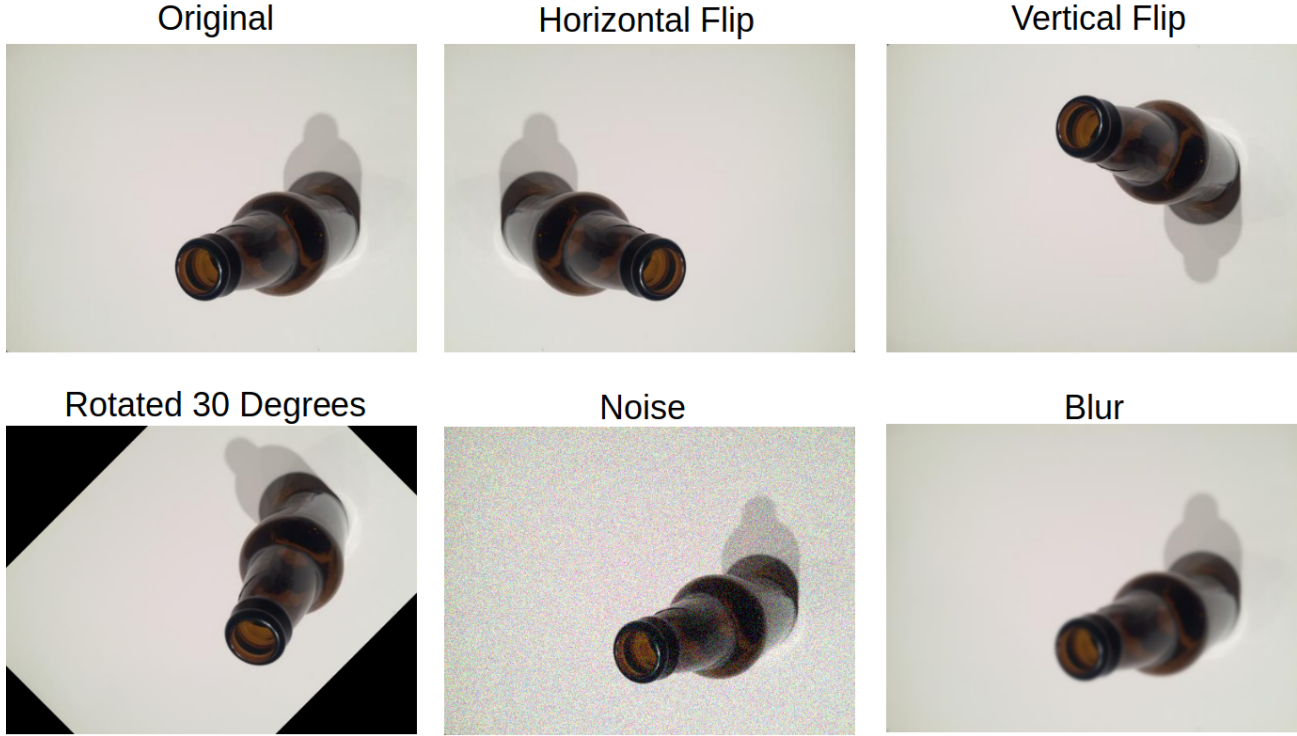 Original
Horizontal Flip
Vertical Flip
Rotated 30 Degrees
Noise
Blur